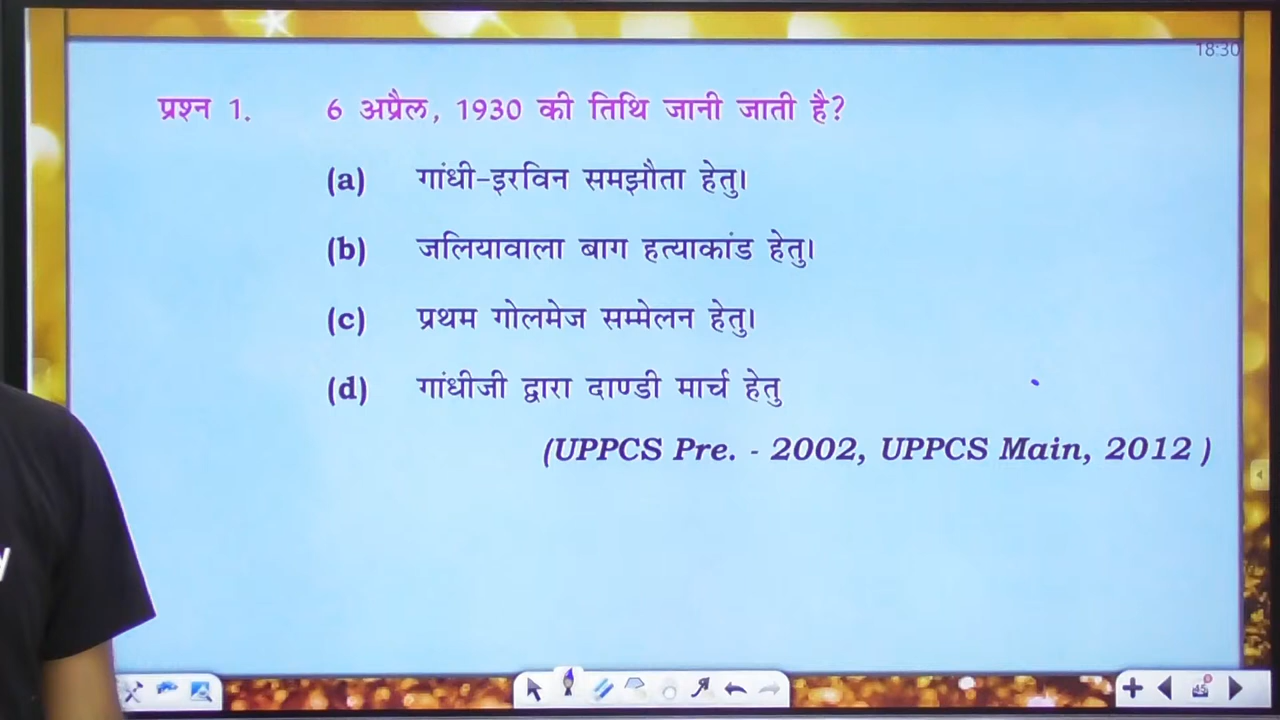 18:30
प्रश्न 1. 6 अप्रैल, 1930 की तिथि जानी जाती है?
(a) गांधी-इरविन समझौता हेतु।
(b) जलियावाला बाग हत्याकांड हेतु।
(c) प्रथम गोलमेज सम्मेलन हेतु।
(d) गांधीजी द्वारा दाण्डी मार्च हेतु
(UPPCS Pre. - 2002, UPPCS Main, 2012 )